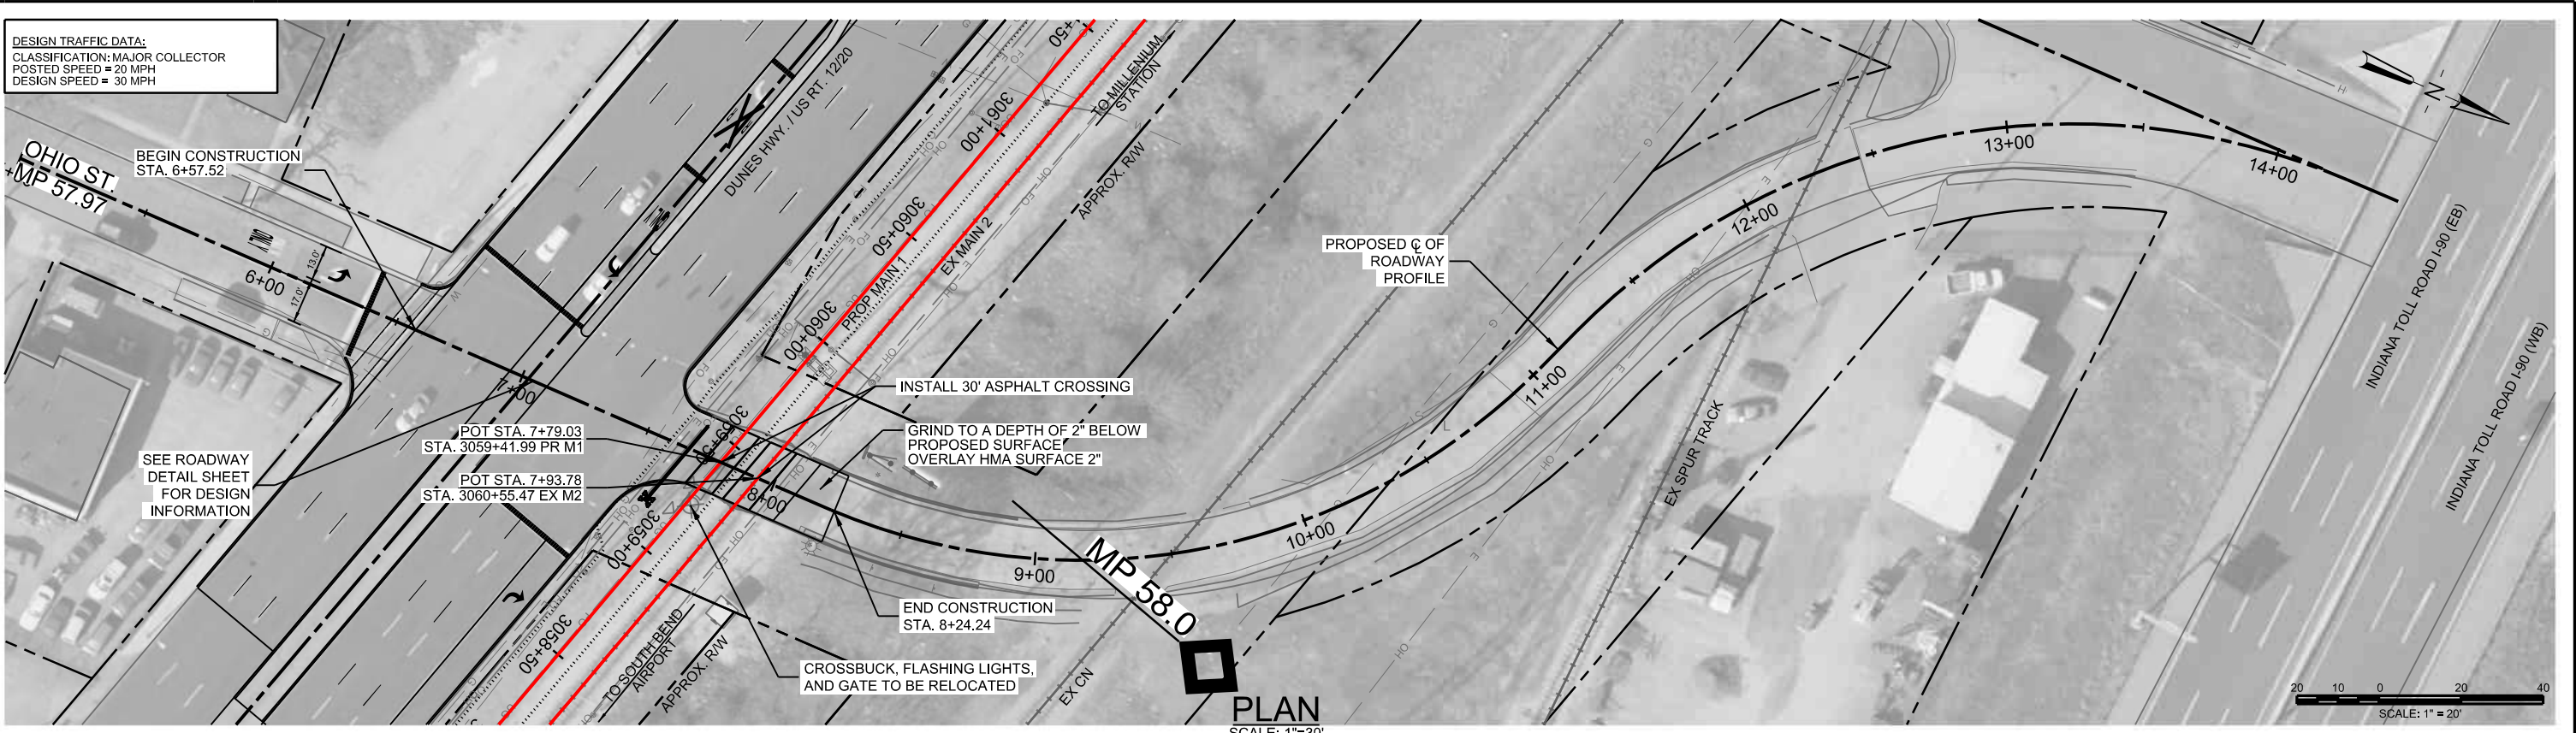 DESIGN TRAFFIC DATA:
CLASSIFICATION: MAJOR COLLECTOR
POSTED SPEED = 20 MPH
DESIGN SPEED = 30 MPH
OHIO ST.
MP 57.97
BEGIN CONSTRUCTION
STA. 6+57.52
6+00
13.0'
17.0'
7+00
DUNES HWY. / US RT. 12/20
SEE ROADWAY
DETAIL SHEET
FOR DESIGN
INFORMATION
POT STA. 7+79.03
STA. 3059+41.99 PR M1
POT STA. 7+93.78
STA. 3060+55.47 EX M2
3058+50
3059+00
3059+50
3060+00
3060+50
3061+00
+50
PROP MAIN 1
EX MAIN 2
TO MILLENIUM
STATION
APPROX. R/W
TO SOUTH BEND
AIRPORT
APPROX. R/W
INSTALL 30' ASPHALT CROSSING
GRIND TO A DEPTH OF 2" BELOW
PROPOSED SURFACE
OVERLAY HMA SURFACE 2"
8+00
END CONSTRUCTION
STA. 8+24.24
CROSSBUCK, FLASHING LIGHTS,
AND GATE TO BE RELOCATED
9+00
MP 58.0
EX CN
10+00
PROPOSED ℄ OF
ROADWAY
PROFILE
11+00
EX SPUR TRACK
12+00
13+00
14+00
INDIANA TOLL ROAD I-90 (EB)
INDIANA TOLL ROAD I-90 (WB)
N
PLAN
SCALE: 1"=30'
20 10 0 20 40
SCALE: 1" = 20'